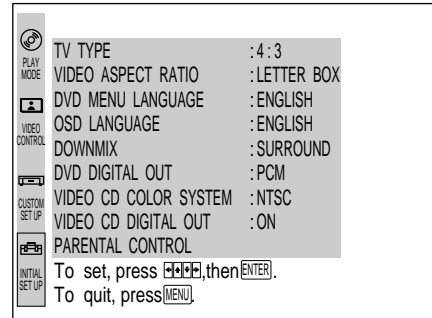 PLAY
MODE
VIDEO
CONTROL
CUSTOM
SET UP
INITIAL
SET UP
TV TYPE :4:3
VIDEO ASPECT RATIO :LETTER BOX
DVD MENU LANGUAGE :ENGLISH
OSD LANGUAGE :ENGLISH
DOWNMIX :SURROUND
DVD DIGITAL OUT :PCM
VIDEO CD COLOR SYSTEM :NTSC
VIDEO CD DIGITAL OUT :ON
PARENTAL CONTROL
To set, press ←↑↓→,then ENTER.
To quit, press MENU.